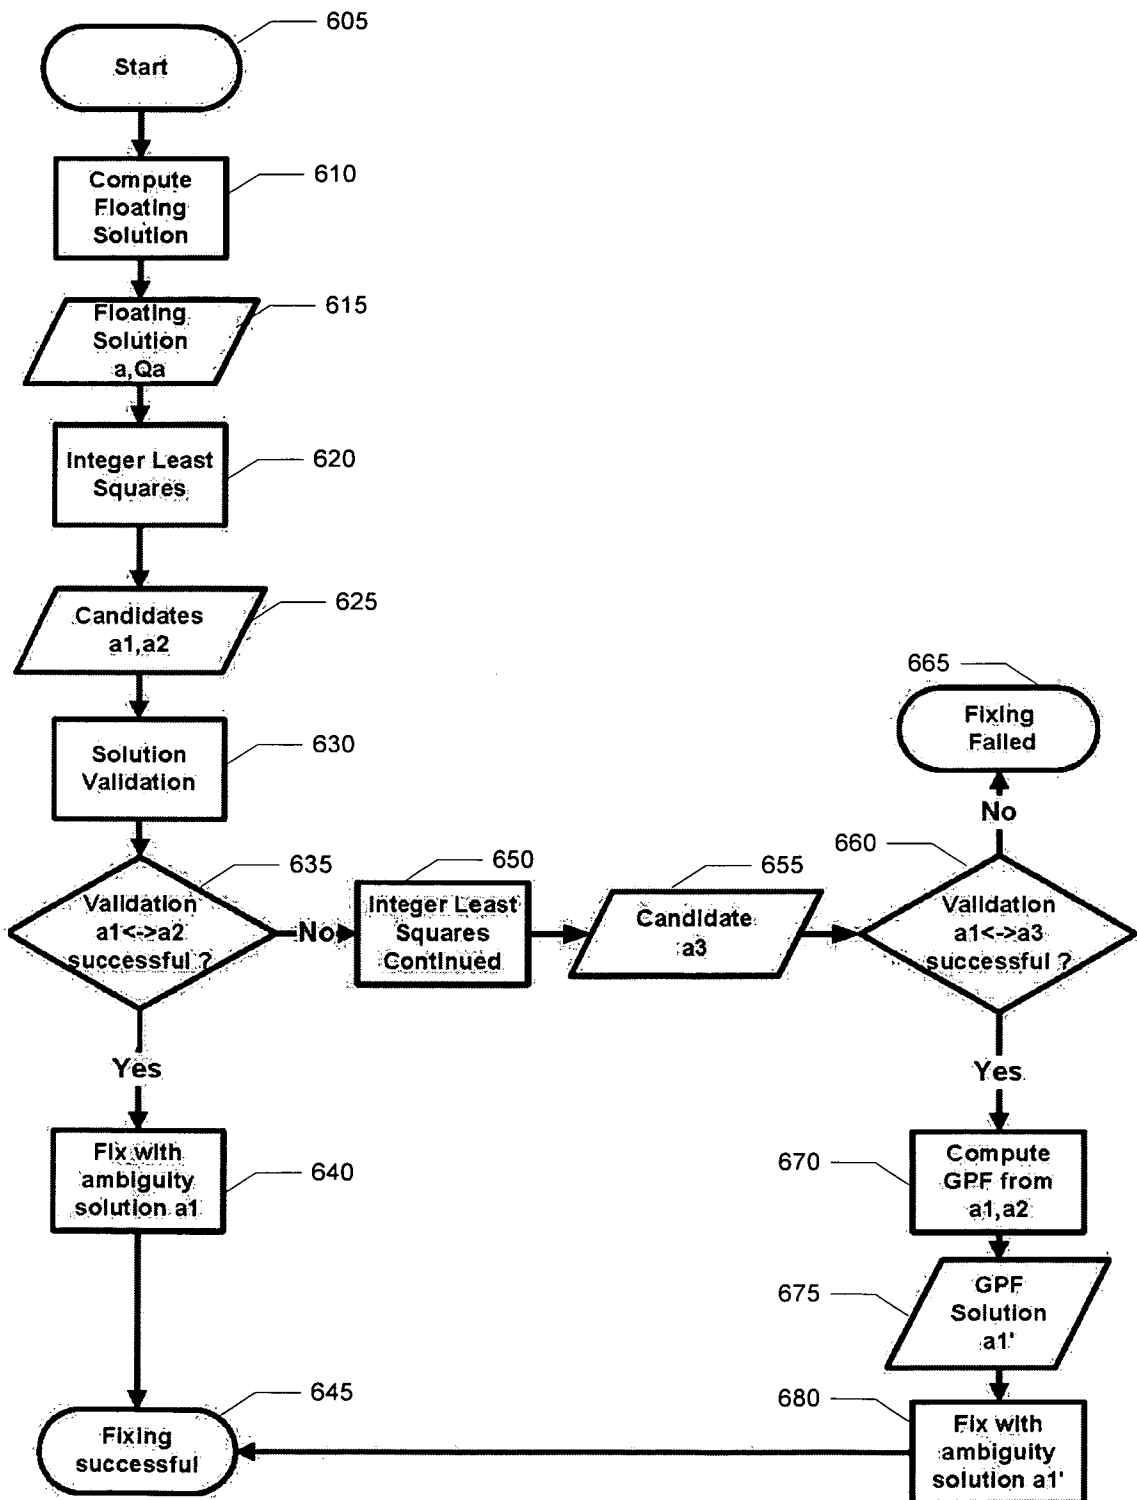 605
Start
610
Compute
Floating
Solution
615
Floating
Solution
a,Qa
620
Integer Least
Squares
625
Candidates
a1,a2
630
Solution
Validation
635
Validation
a1<->a2
successful ?
No
650
Integer Least
Squares
Continued
655
Candidate
a3
660
Validation
a1<->a3
successful ?
No
665
Fixing
Failed
Yes
640
Fix with
ambiguity
solution a1
645
Fixing
successful
Yes
670
Compute
GPF from
a1,a2
675
GPF
Solution
a1'
680
Fix with
ambiguity
solution a1'